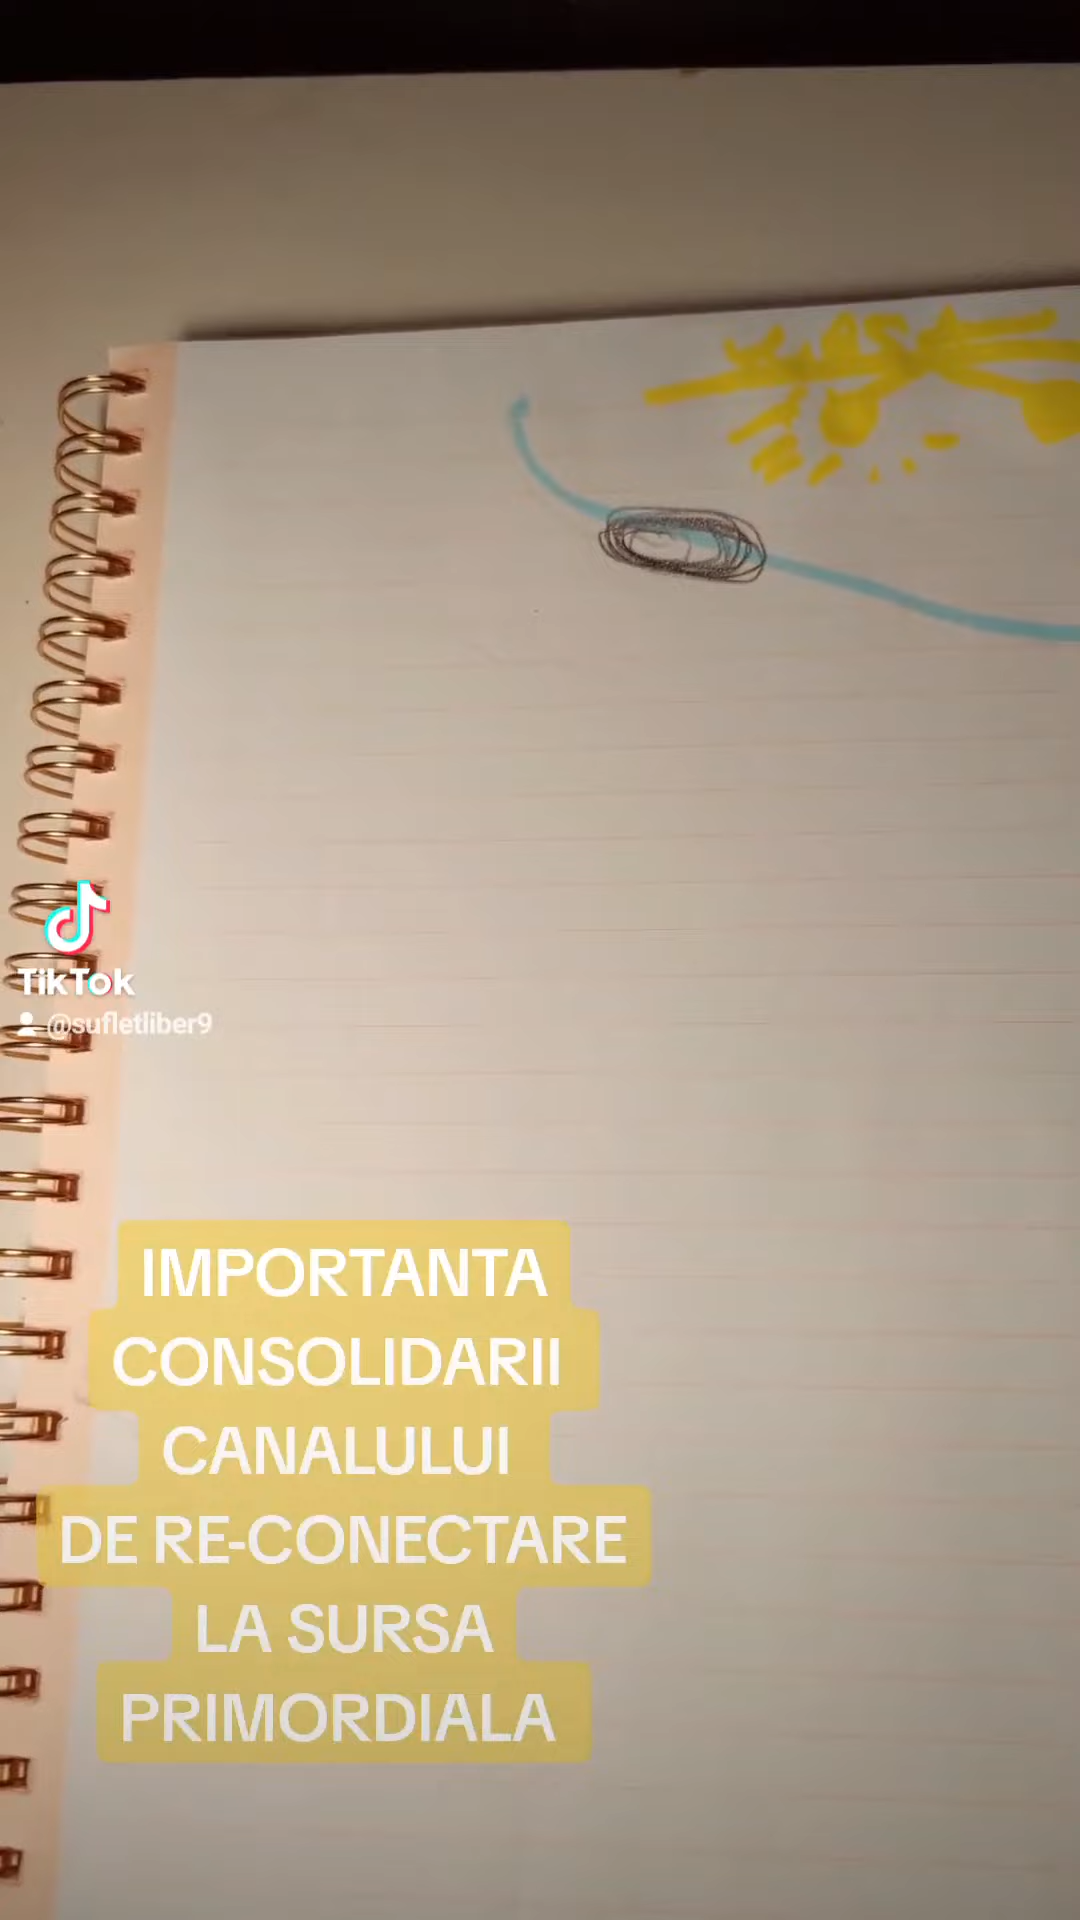 TikTok
@sufletliber9
IMPORTANTA
CONSOLIDARII
CANALULUI
DE RE-CONECTARE
LA SURSA
PRIMORDIALA